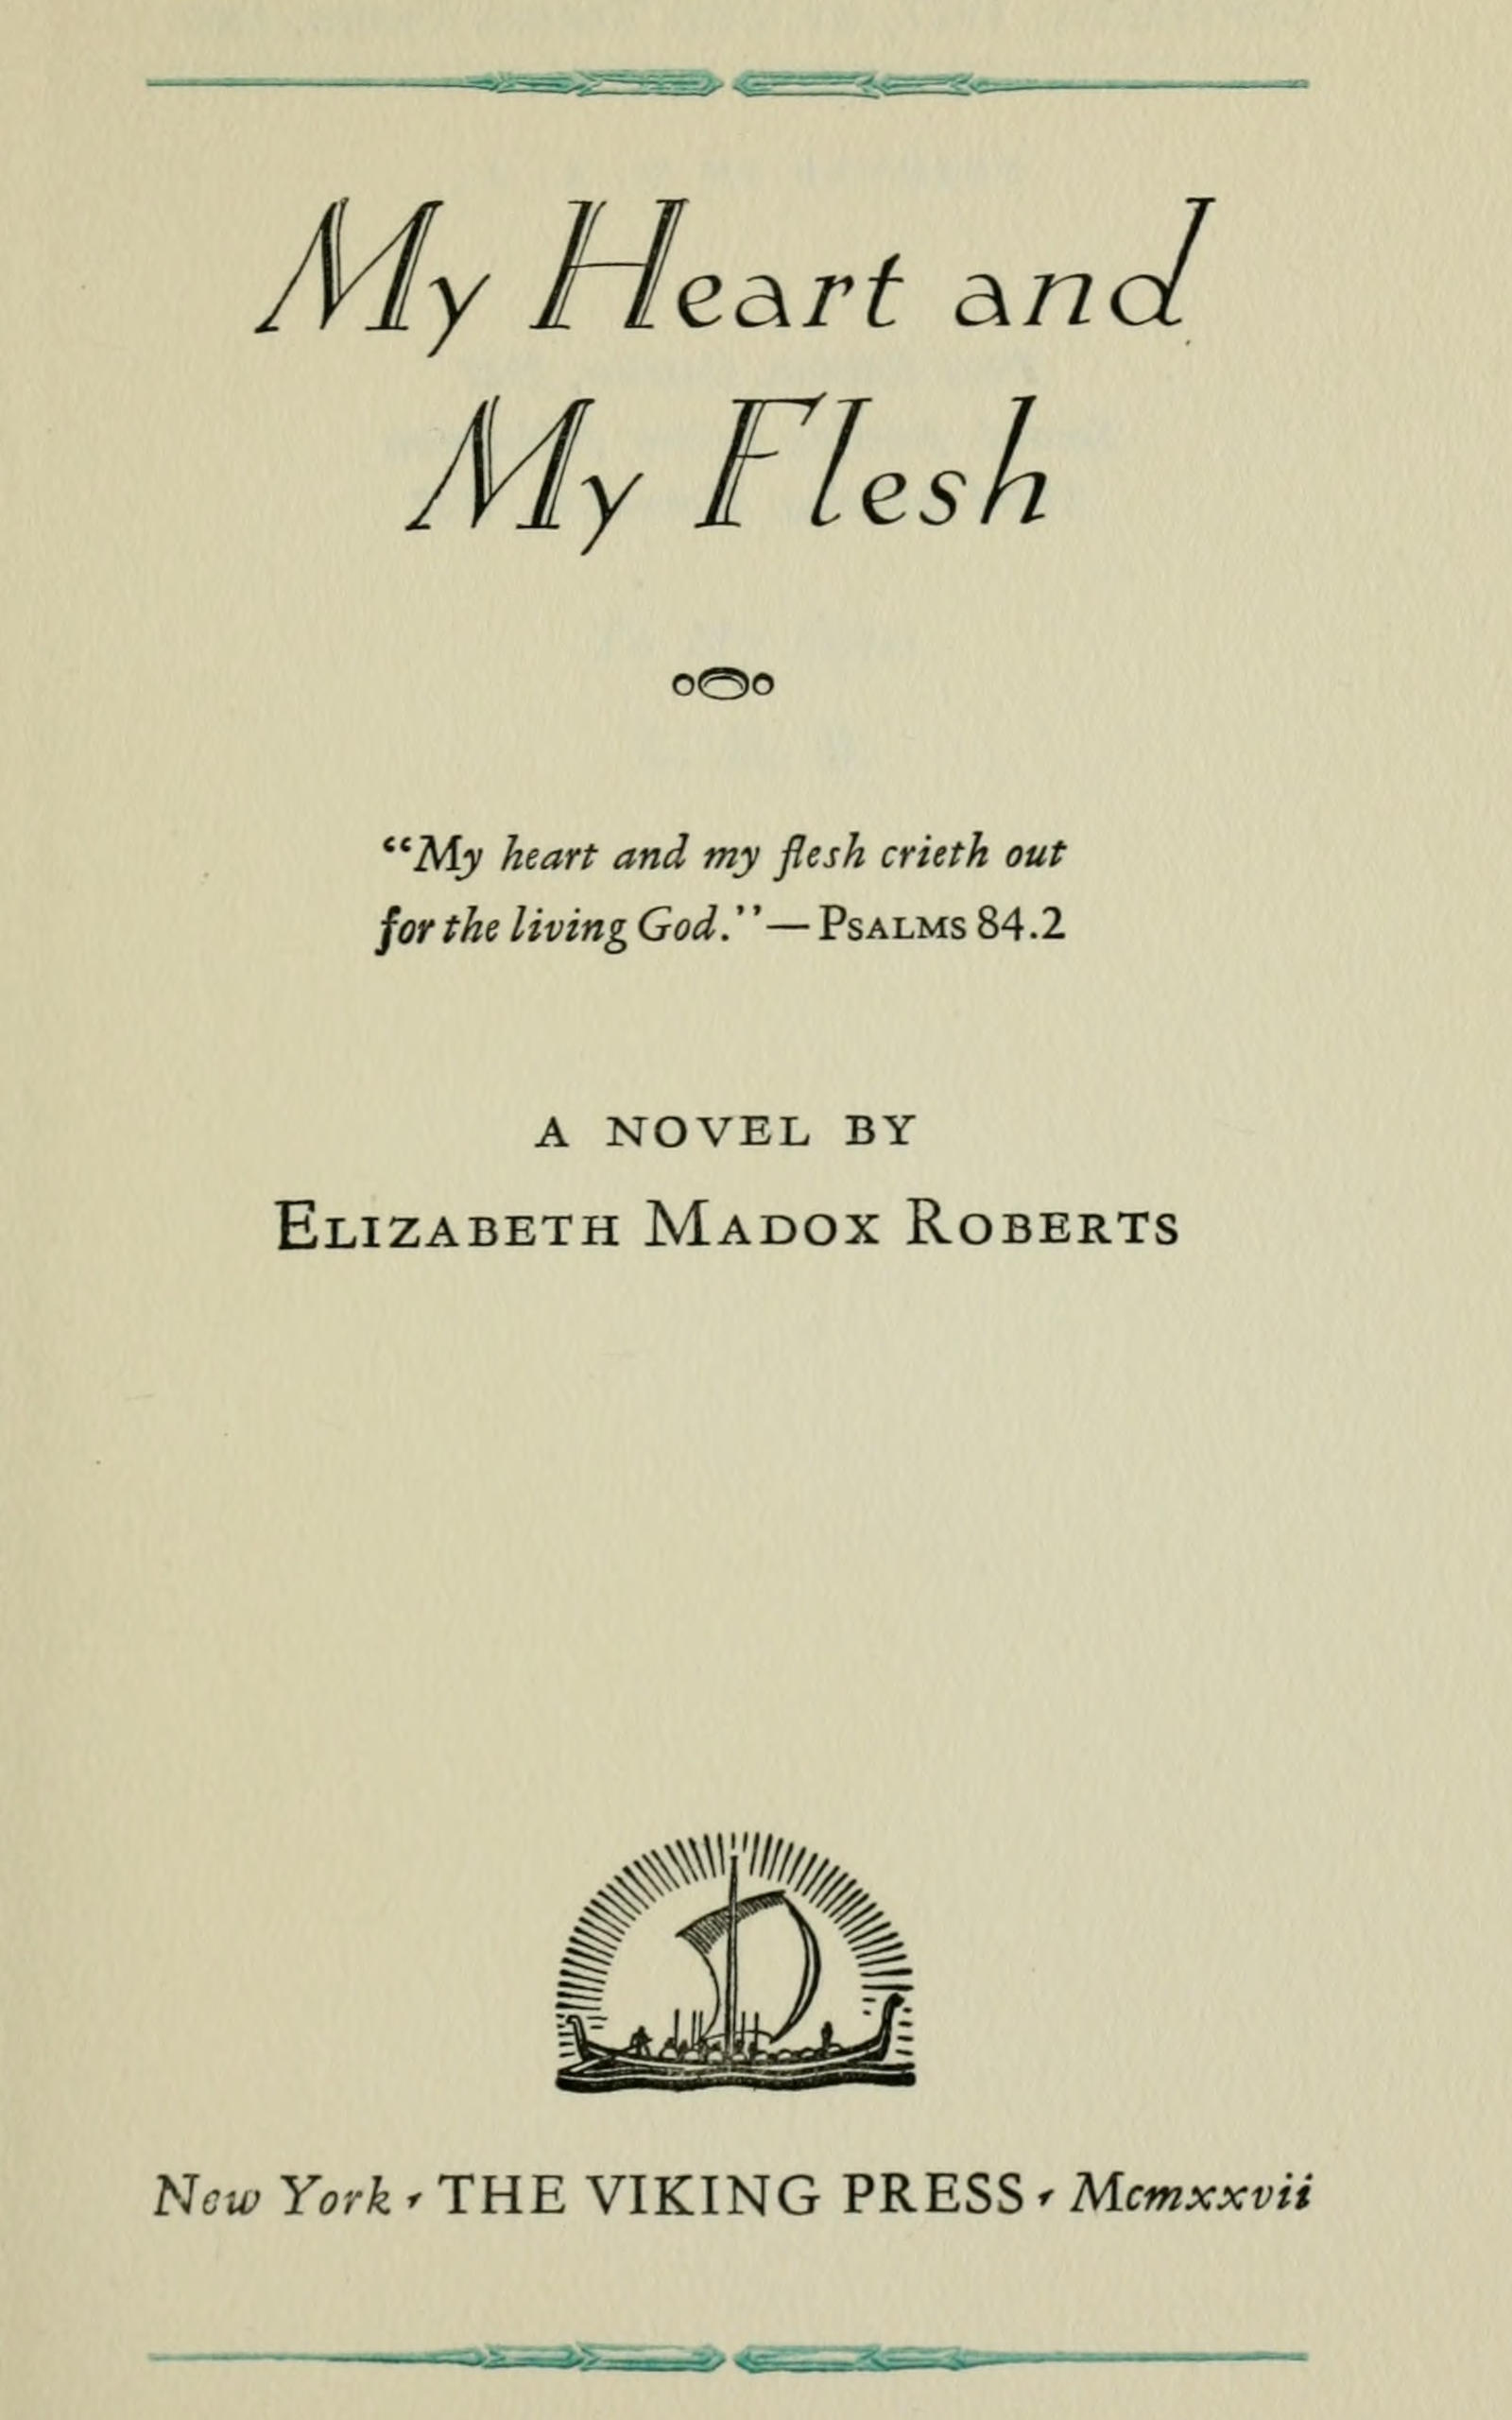 My Heart and
My Flesh
“My heart and my flesh crieth out
for the living God.”—Psalms 84.2
A NOVEL BY
Elizabeth Madox Roberts
New York · THE VIKING PRESS · Mcmxxvii